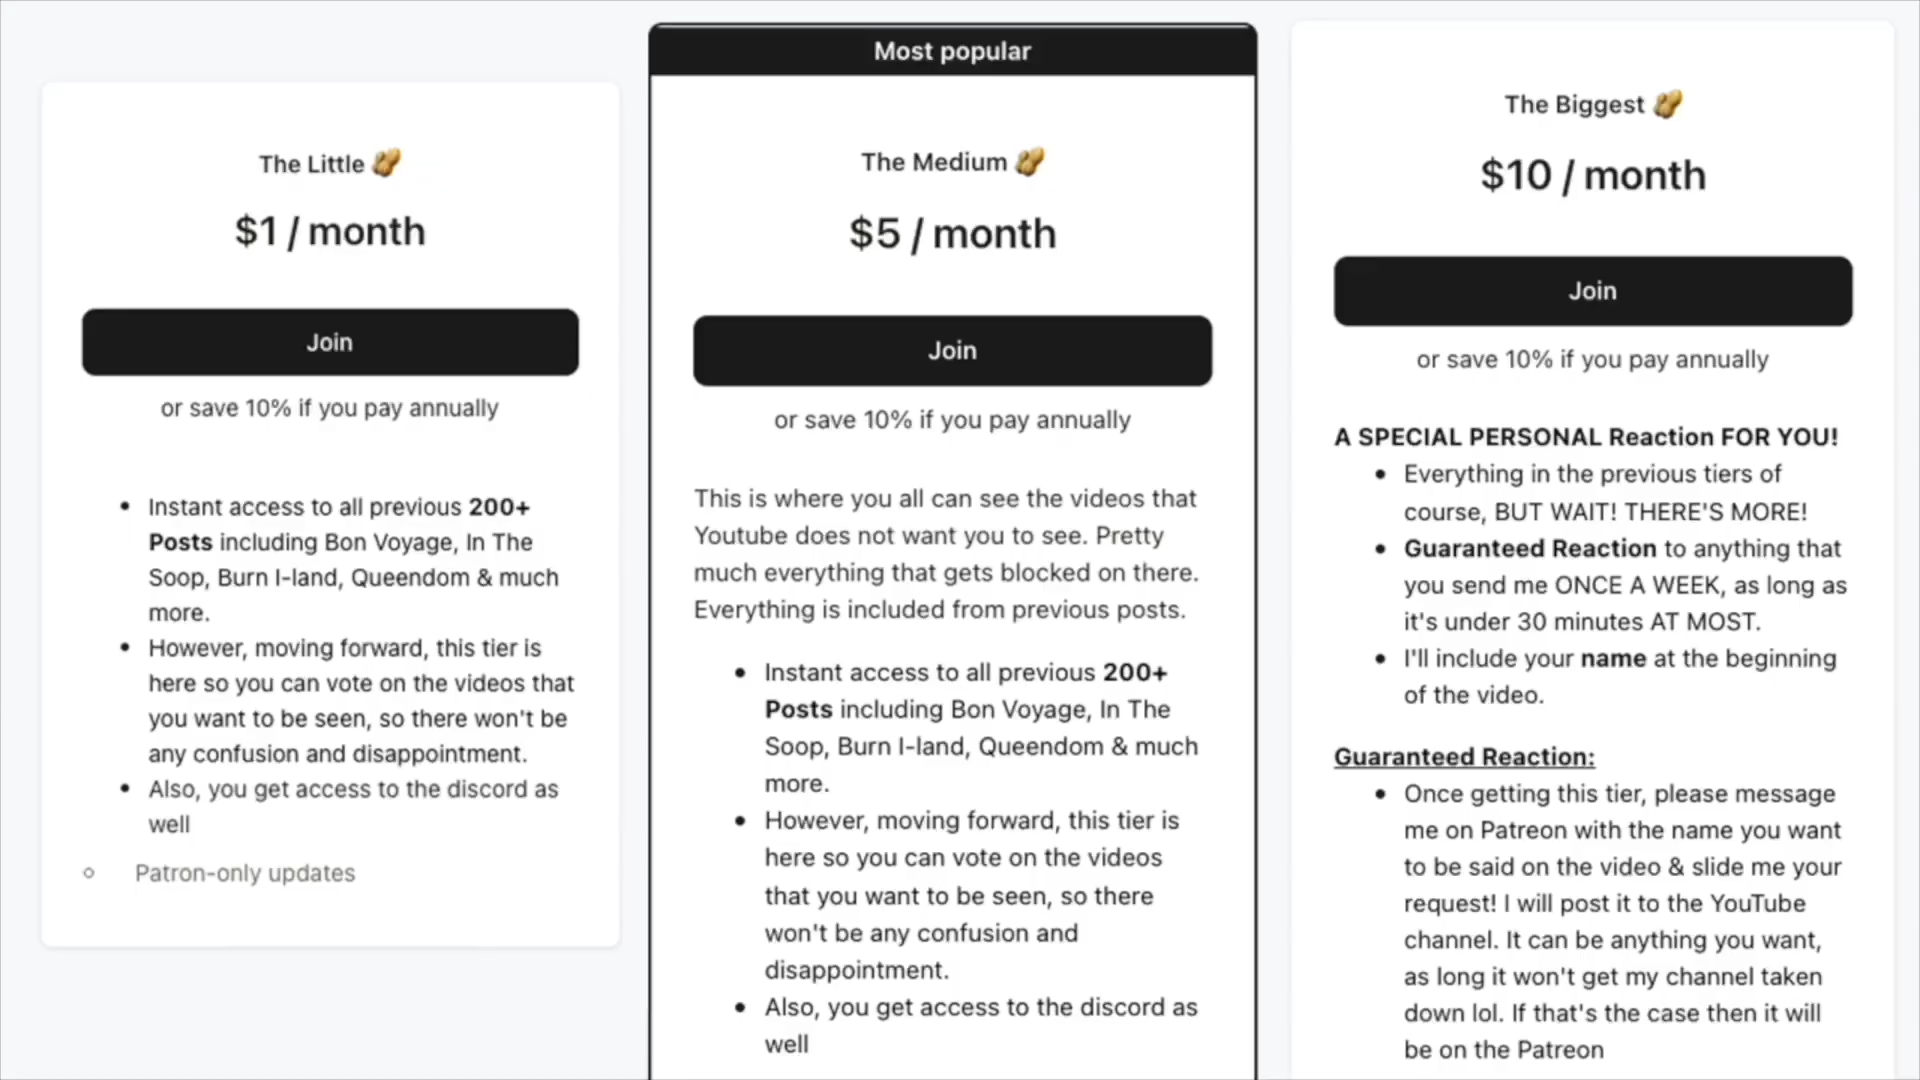 The Little 🥜
$1 / month
Join
or save 10% if you pay annually
Instant access to all previous 200+
Posts including Bon Voyage, In The
Soop, Burn I-land, Queendom & much
more.
However, moving forward, this tier is
here so you can vote on the videos that
you want to be seen, so there won't be
any confusion and disappointment.
Also, you get access to the discord as
well
Patron-only updates
Most popular
The Medium 🥜
$5 / month
Join
or save 10% if you pay annually
This is where you all can see the videos that
Youtube does not want you to see. Pretty
much everything that gets blocked on there.
Everything is included from previous posts.
Instant access to all previous 200+
Posts including Bon Voyage, In The
Soop, Burn I-land, Queendom & much
more.
However, moving forward, this tier is
here so you can vote on the videos
that you want to be seen, so there
won't be any confusion and
disappointment.
Also, you get access to the discord as
well
The Biggest 🥜
$10 / month
Join
or save 10% if you pay annually
A SPECIAL PERSONAL Reaction FOR YOU!
Everything in the previous tiers of
course, BUT WAIT! THERE'S MORE!
Guaranteed Reaction to anything that
you send me ONCE A WEEK, as long as
it's under 30 minutes AT MOST.
I'll include your name at the beginning
of the video.
Guaranteed Reaction:
Once getting this tier, please message
me on Patreon with the name you want
to be said on the video & slide me your
request! I will post it to the YouTube
channel. It can be anything you want,
as long it won't get my channel taken
down lol. If that's the case then it will
be on the Patreon